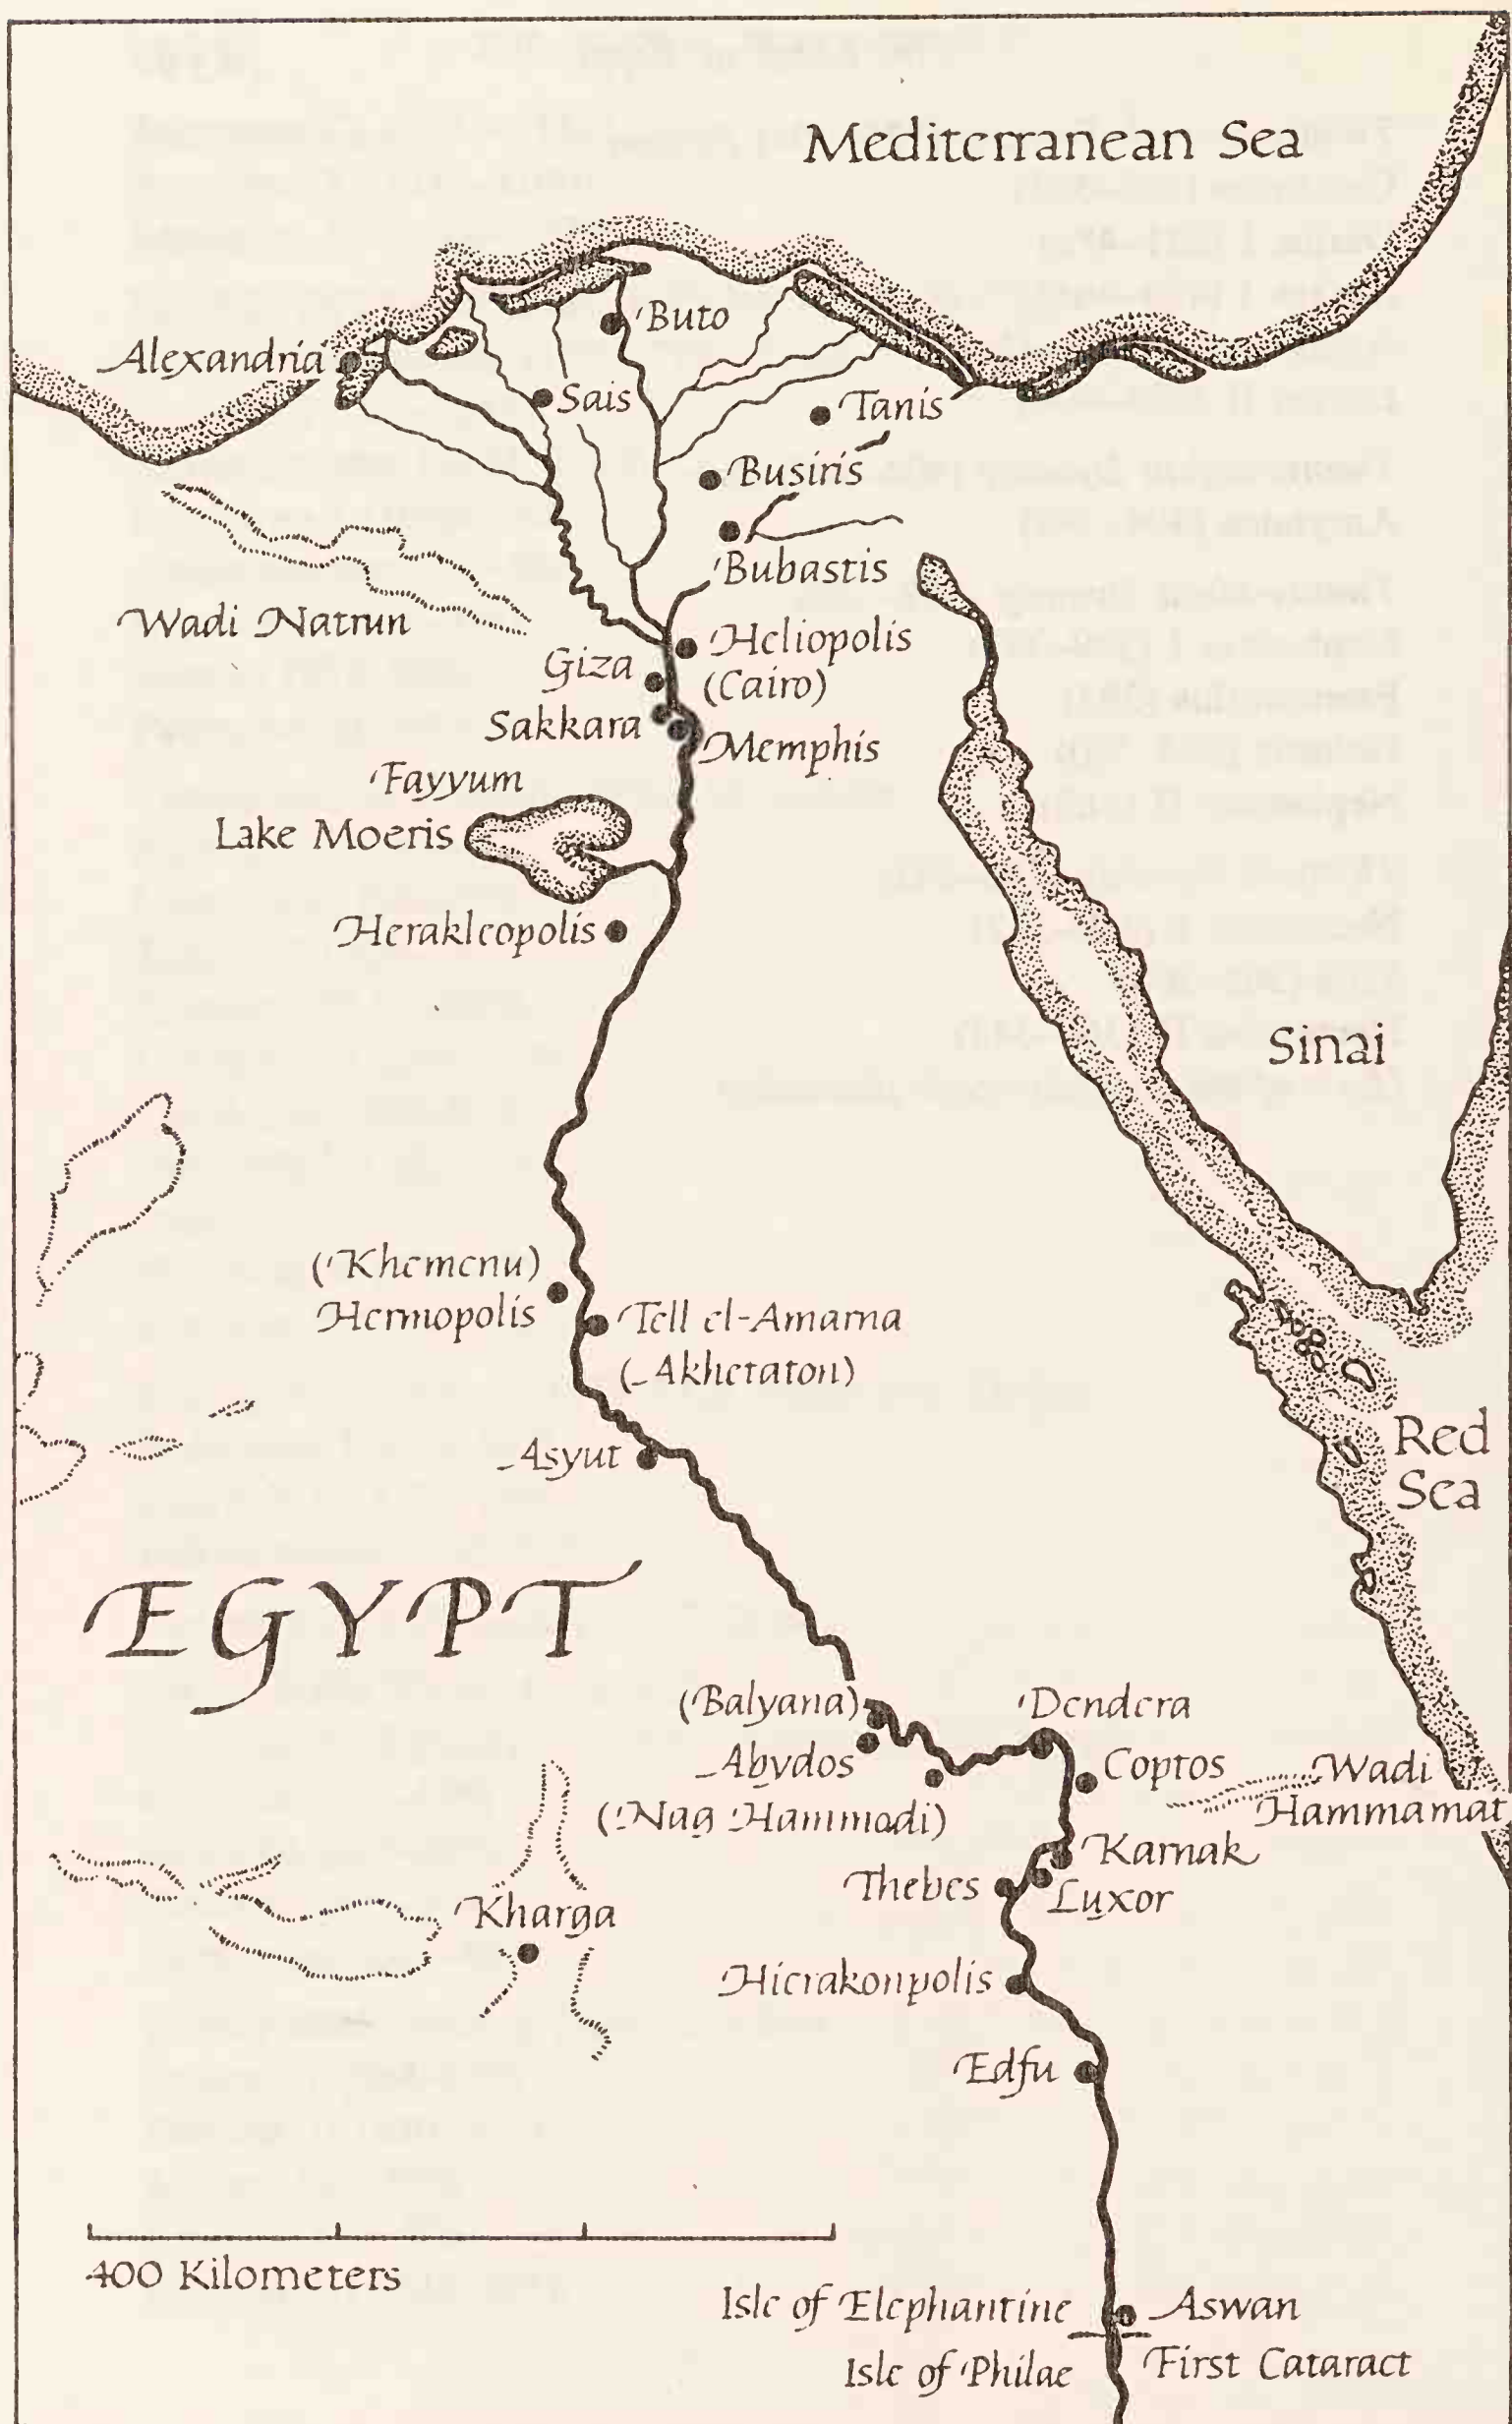 Mediterranean Sea
Buto
Alexandria
Sais
Tanis
Busiris
Bubastis
Wadi Natrun
Heliopolis
(Cairo)
Giza
Sakkara
Memphis
Fayyum
Lake Moeris
Herakleopolis
Sinai
(Khemenu)
Hermopolis
Tell el-Amarna
(Akhetaton)
Asyut
Red
Sea
EGYPT
(Balyana)
Dendera
Abydos
Coptos
Wadi
Hammamat
(Nag Hammadi)
Karnak
Thebes
Luxor
Kharga
Hierakonpolis
Edfu
400 Kilometers
Isle of Elephantine
Aswan
Isle of Philae
First Cataract